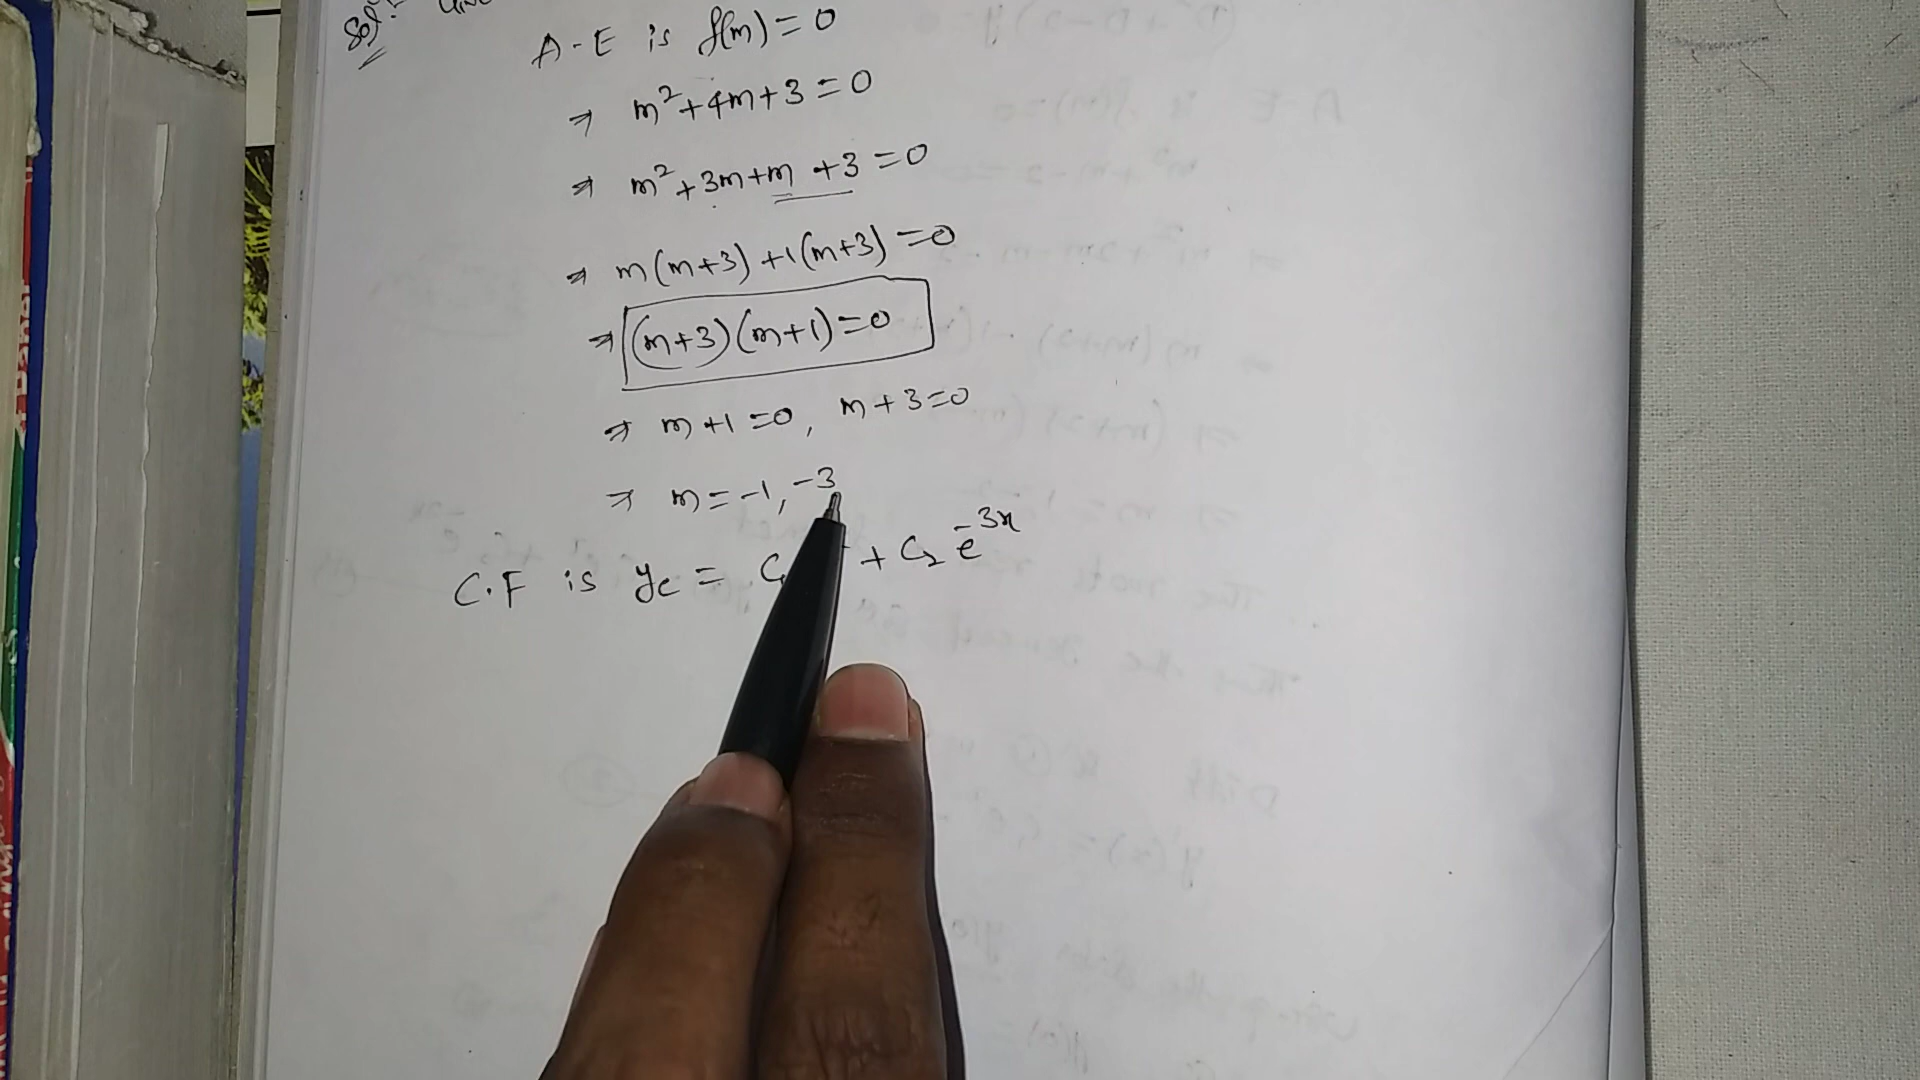 Sol:
A-E is f(m) = 0
⇒ m² + 4m + 3 = 0
⇒ m² + 3m + m + 3 = 0
⇒ m(m+3) + 1(m+3) = 0
⇒ (m+3)(m+1) = 0
⇒ m+1 = 0, m+3 = 0
⇒ m = -1, -3
C.F is yc = C₁ + C₂ e^-3x